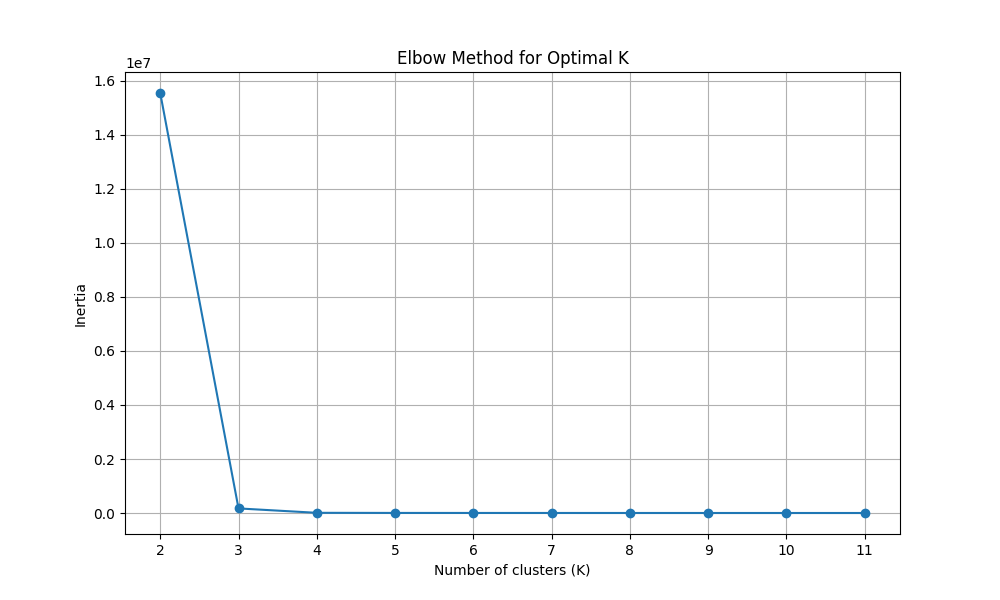 Elbow Method for Optimal K
1e7
1.6
1.4
1.2
1.0
0.8
0.6
0.4
0.2
0.0
Inertia
2 3 4 5 6 7 8 9 10 11
Number of clusters (K)